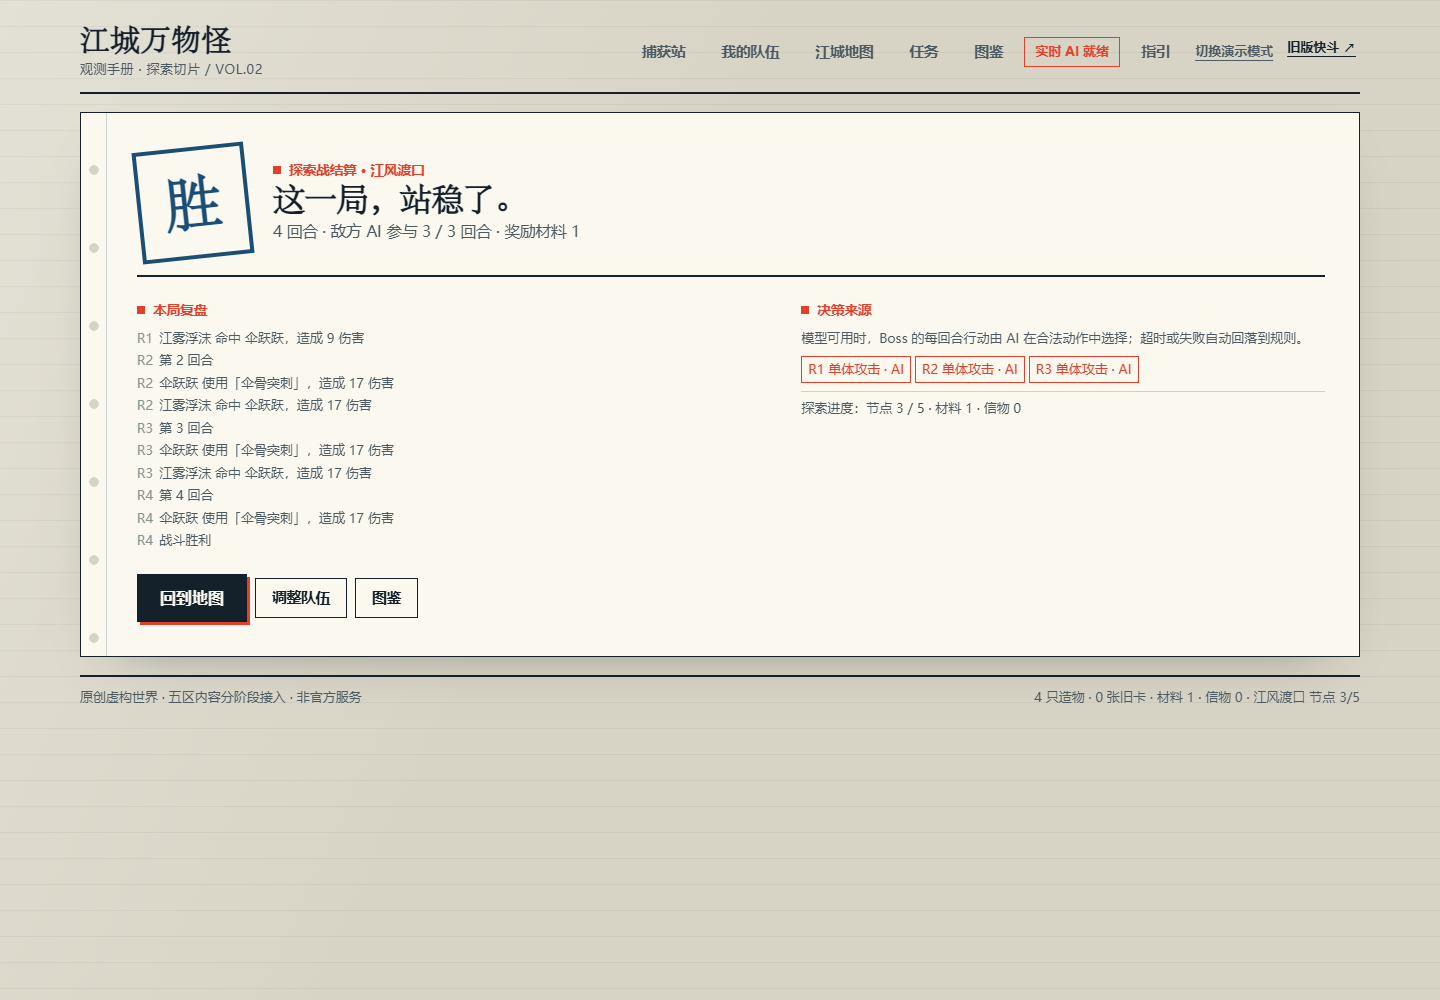 江城万物怪
观测手册 · 探索切片 / VOL.02
捕获站 我的队伍 江城地图 任务 图鉴 实时 AI 就绪 指引 切换演示模式 旧版快斗 ↗
胜
探索战结算 • 江风渡口
这一局，站稳了。
4 回合 · 敌方 AI 参与 3 / 3 回合 · 奖励材料 1
本局复盘
R1 江雾浮沫 命中 伞跃跃，造成 9 伤害
R2 第 2 回合
R2 伞跃跃 使用「伞骨突刺」，造成 17 伤害
R2 江雾浮沫 命中 伞跃跃，造成 17 伤害
R3 第 3 回合
R3 伞跃跃 使用「伞骨突刺」，造成 17 伤害
R3 江雾浮沫 命中 伞跃跃，造成 17 伤害
R4 第 4 回合
R4 伞跃跃 使用「伞骨突刺」，造成 17 伤害
R4 战斗胜利
决策来源
模型可用时，Boss 的每回合行动由 AI 在合法动作中选择；超时或失败自动回落到规则。
R1 单体攻击 · AI R2 单体攻击 · AI R3 单体攻击 · AI
探索进度：节点 3 / 5 · 材料 1 · 信物 0
回到地图 调整队伍 图鉴
原创虚构世界 · 五区内容分阶段接入 · 非官方服务
4 只造物 · 0 张旧卡 · 材料 1 · 信物 0 · 江风渡口 节点 3/5